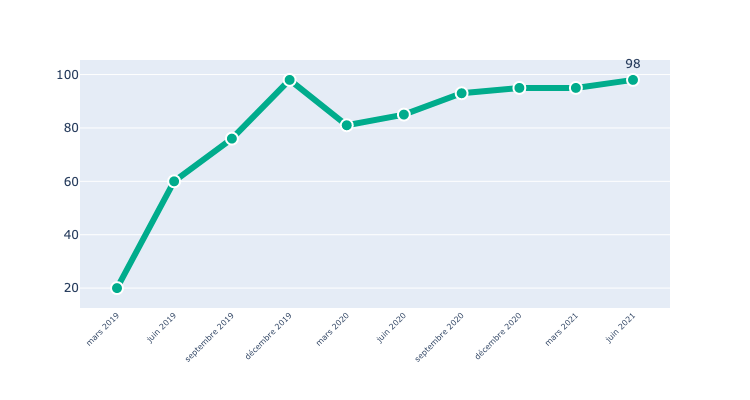 98
100
80
60
40
20
mars 2019
juin 2019
septembre 2019
décembre 2019
mars 2020
juin 2020
septembre 2020
décembre 2020
mars 2021
juin 2021